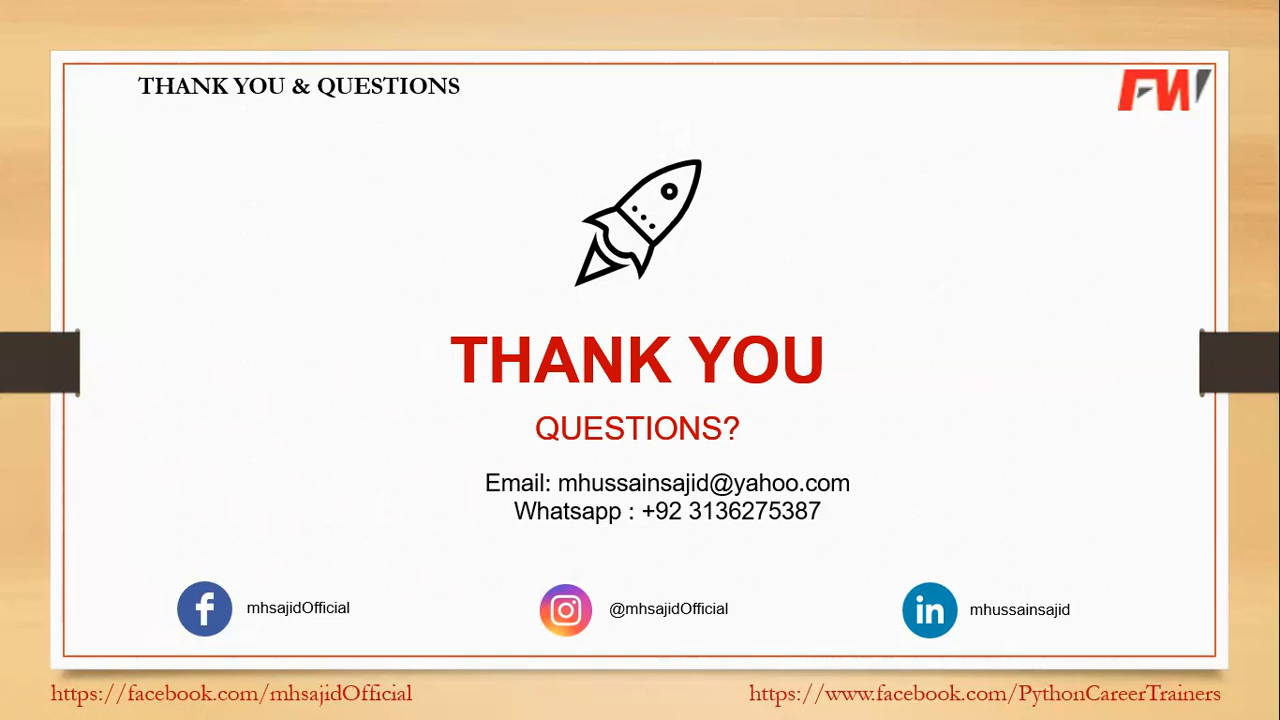 THANK YOU & QUESTIONS
FW
THANK YOU
QUESTIONS?
Email: mhussainsajid@yahoo.com
Whatsapp : +92 3136275387
mhsajidOfficial
@mhsajidOfficial
mhussainsajid
https://facebook.com/mhsajidOfficial
https://www.facebook.com/PythonCareerTrainers